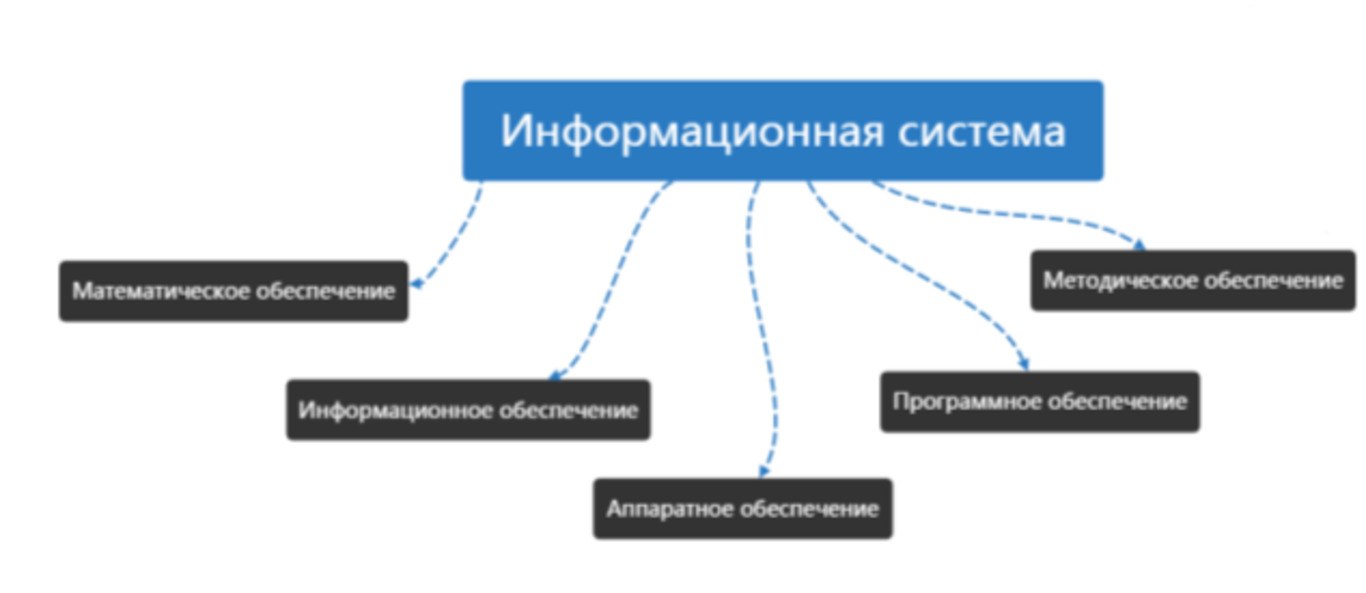 Информационная система
Математическое обеспечение
Информационное обеспечение
Аппаратное обеспечение
Программное обеспечение
Методическое обеспечение